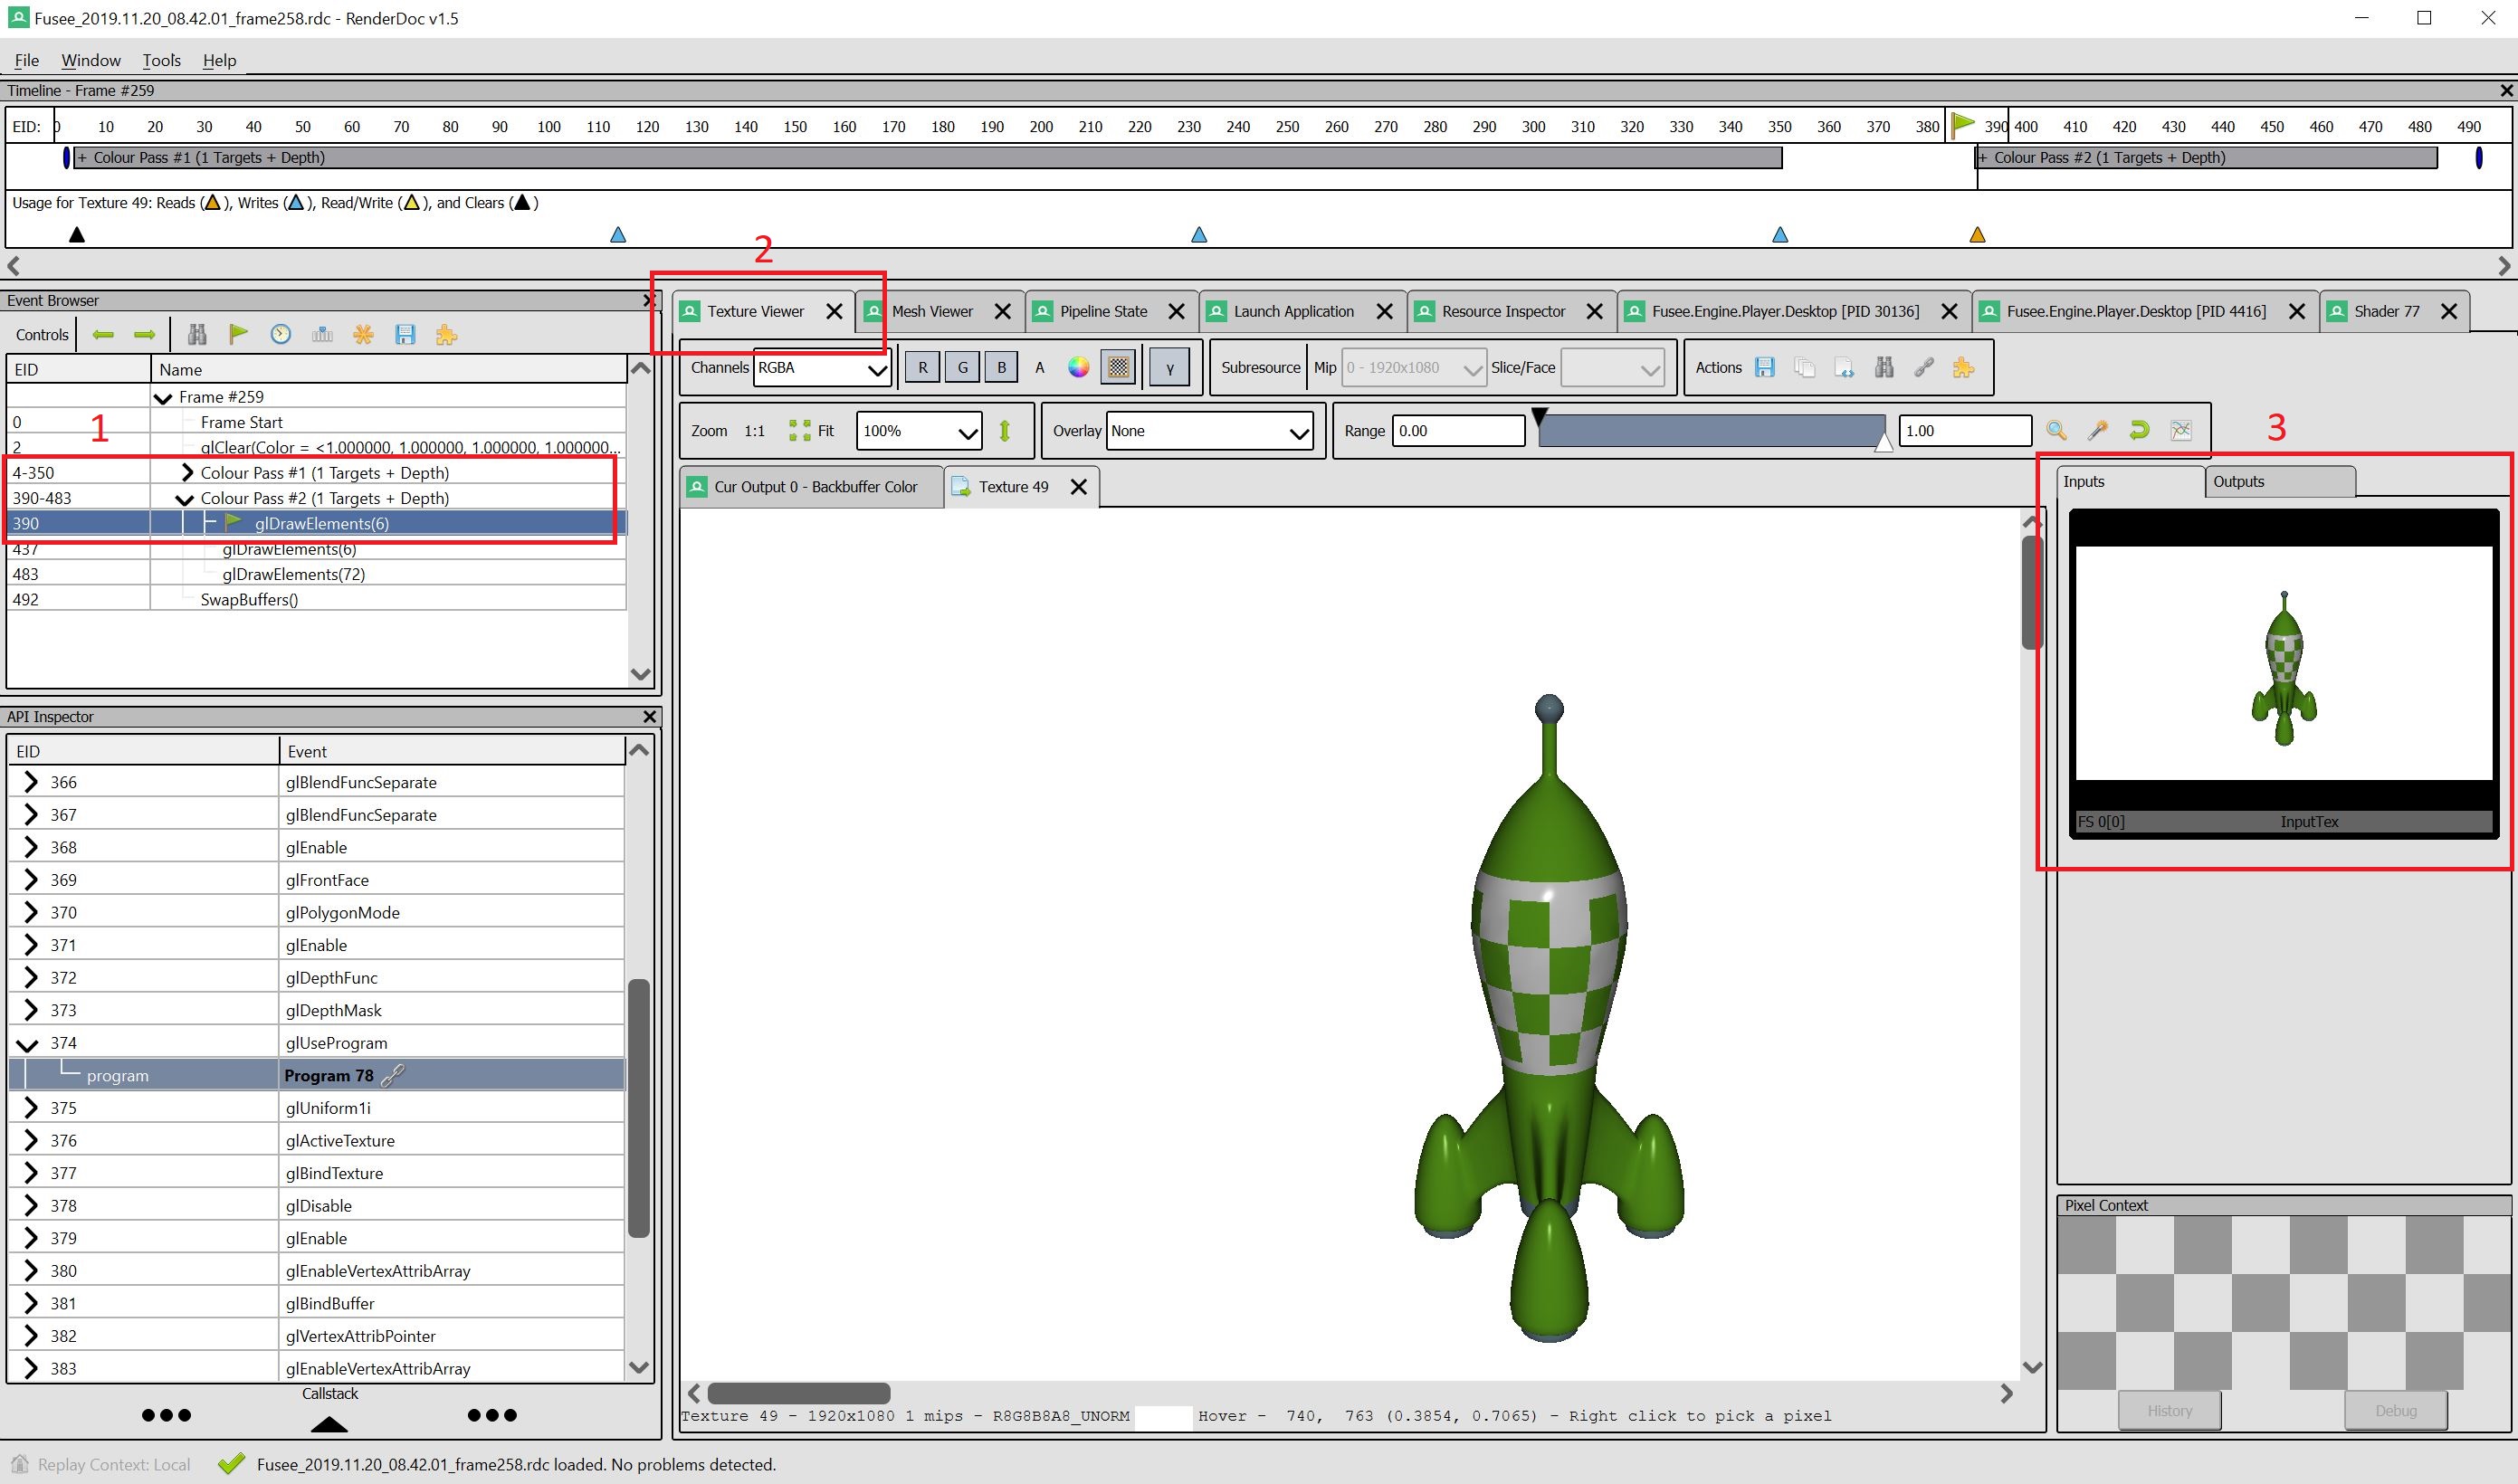 Fusee_2019.11.20_08.42.01_frame258.rdc - RenderDoc v1.5
File Window Tools Help
Timeline - Frame #259
EID: 0 10 20 30 40 50 60 70 80 90 100 110 120 130 140 150 160 170 180 190 200 210 220 230 240 250 260 270 280 290 300 310 320 330 340 350 360 370 380 390 400 410 420 430 440 450 460 470 480 490
+ Colour Pass #1 (1 Targets + Depth) + Colour Pass #2 (1 Targets + Depth)
Usage for Texture 49: Reads ( ), Writes ( ), Read/Write ( ), and Clears ( )
2
Event Browser
Controls
EID Name
Frame #259
0 Frame Start
1
2 glClear(Color = <1.000000, 1.000000, 1.000000, 1.000000...
4-350 Colour Pass #1 (1 Targets + Depth)
390-483 Colour Pass #2 (1 Targets + Depth)
390 glDrawElements(6)
437 glDrawElements(6)
483 glDrawElements(72)
492 SwapBuffers()
API Inspector
EID Event
366 glBlendFuncSeparate
367 glBlendFuncSeparate
368 glEnable
369 glFrontFace
370 glPolygonMode
371 glEnable
372 glDepthFunc
373 glDepthMask
374 glUseProgram
program Program 78
375 glUniform1i
376 glActiveTexture
377 glBindTexture
378 glDisable
379 glEnable
380 glEnableVertexAttribArray
381 glBindBuffer
382 glVertexAttribPointer
383 glEnableVertexAttribArray
Callstack
Texture Viewer Mesh Viewer Pipeline State Launch Application Resource Inspector Fusee.Engine.Player.Desktop [PID 30136] Fusee.Engine.Player.Desktop [PID 4416] Shader 77
Channels RGBA R G B A γ Subresource Mip 0 - 1920x1080 Slice/Face Actions
Zoom 1:1 Fit 100% Overlay None Range 0.00 1.00
3
Cur Output 0 - Backbuffer Color Texture 49
Inputs Outputs
FS 0[0] InputTex
Pixel Context
History Debug
Texture 49 - 1920x1080 1 mips - R8G8B8A8_UNORM Hover - 740, 763 (0.3854, 0.7065) - Right click to pick a pixel
Replay Context: Local Fusee_2019.11.20_08.42.01_frame258.rdc loaded. No problems detected.